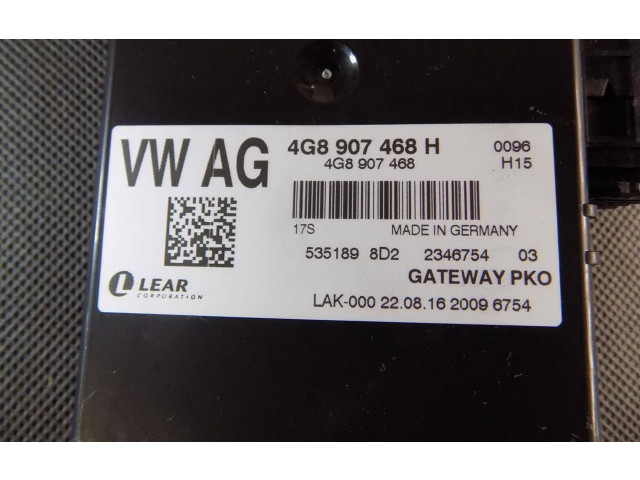 VW AG
4G8 907 468 H
0096
4G8 907 468
H15
17S
MADE IN GERMANY
535189 8D2 2346754 03
GATEWAY PKO
LEAR
CORPORATION
LAK-000 22.08.16 2009 6754